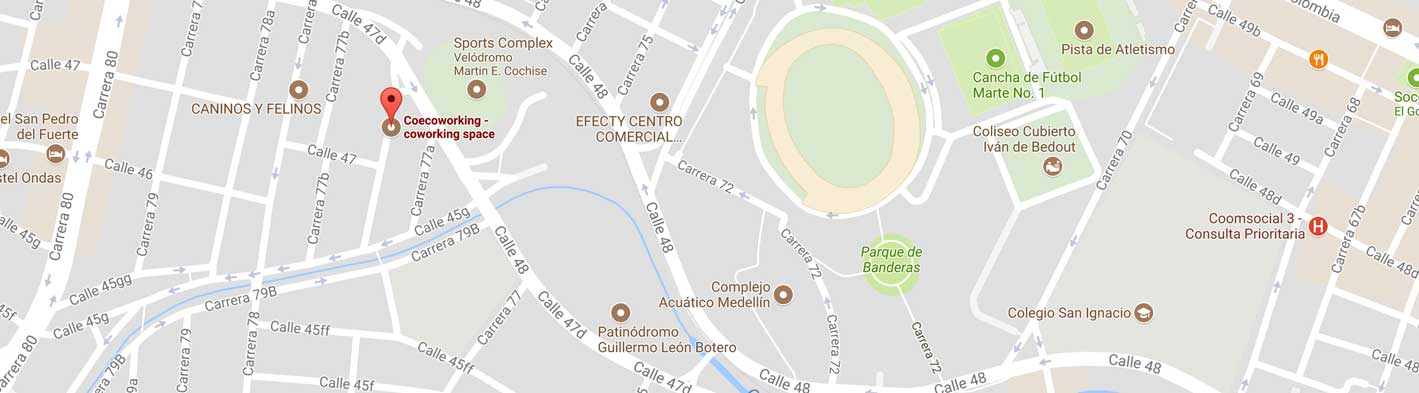 Calle 47d
Calle 48
Carrera 78a
Carrera 77b
Carrera 80
Calle 47
Sports Complex
Velódromo
Martin E. Cochise
Carrera 75
Calle 48
CANINOS Y FELINOS
Coecoworking -
coworking space
EFECTY CENTRO
COMERCIAL...
Cancha de Fútbol
Marte No. 1
Pista de Atletismo
Coliseo Cubierto
Iván de Bedout
Calle 49b
Colombia
Carrera 69
Carrera 68
Calle 49a
Calle 49
Calle 48d
Carrera 70
el San Pedro
del Fuerte
stel Ondas
Calle 46
Carrera 80
Carrera 79
Carrera 77b
Calle 47
Carrera 77a
Carrera 72
Calle 45g
Carrera 79B
Calle 45g
Calle 48
Calle 48
Carrera 72
Parque de
Banderas
Coomsocial 3 -
Consulta Prioritaria
H
Carrera 67b
Calle 48d
Calle 45gg
Carrera 79B
Calle 45g
Carrera 77
Complejo
Acuático Medellín
Patinódromo
Guillermo León Botero
Colegio San Ignacio
Carrera 80
Carrera 79B
Carrera 79
Carrera 78
Calle 45ff
Calle 45ff
Calle 45f
Calle 47d
Calle 47d
Calle 48
Carrera 72
Carrera 72
Calle 48
Calle 48